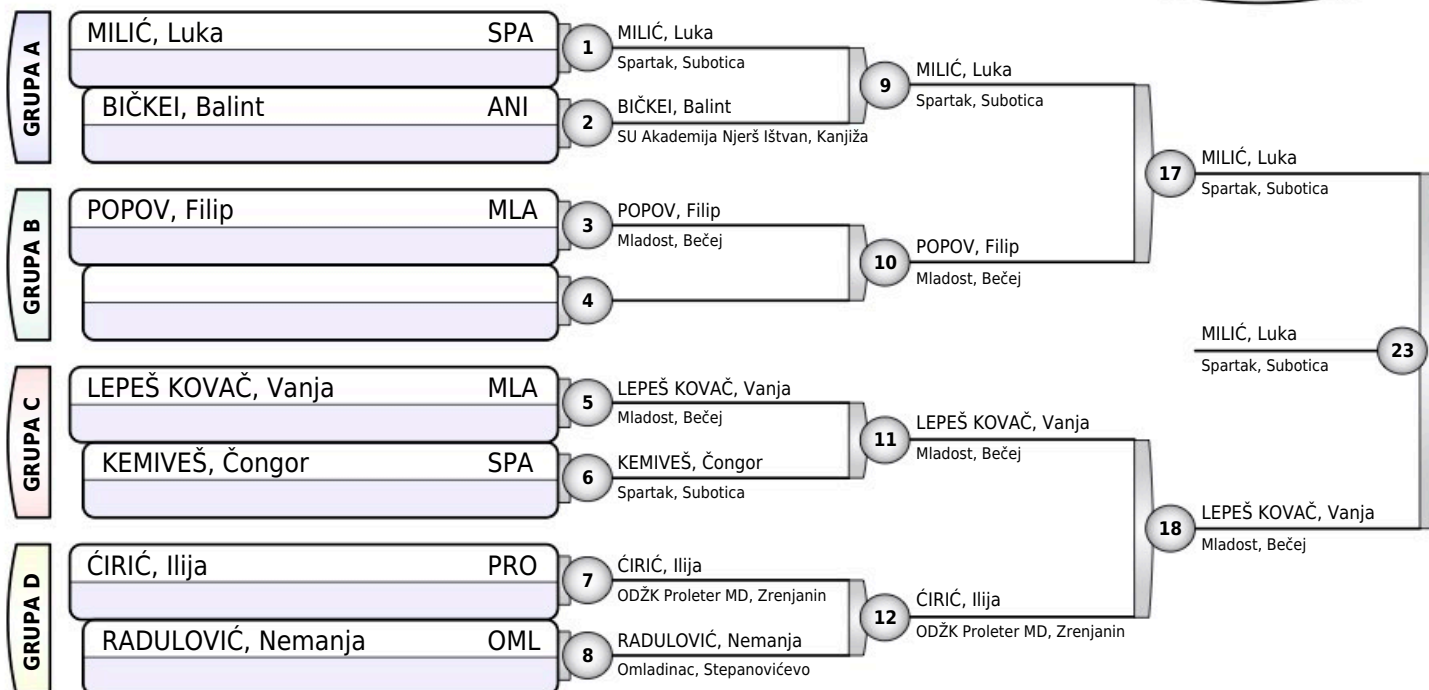 GRUPA A
MILIĆ, Luka SPA
BIČKEI, Balint ANI
1
MILIĆ, Luka
Spartak, Subotica
2
BIČKEI, Balint
SU Akademija Njerš Ištvan, Kanjiža
9
MILIĆ, Luka
Spartak, Subotica
GRUPA B
POPOV, Filip MLA
3
POPOV, Filip
Mladost, Bečej
4
10
POPOV, Filip
Mladost, Bečej
17
MILIĆ, Luka
Spartak, Subotica
GRUPA C
LEPEŠ KOVAČ, Vanja MLA
KEMIVEŠ, Čongor SPA
5
LEPEŠ KOVAČ, Vanja
Mladost, Bečej
6
KEMIVEŠ, Čongor
Spartak, Subotica
11
LEPEŠ KOVAČ, Vanja
Mladost, Bečej
GRUPA D
ĆIRIĆ, Ilija PRO
RADULOVIĆ, Nemanja OML
7
ĆIRIĆ, Ilija
ODŽK Proleter MD, Zrenjanin
8
RADULOVIĆ, Nemanja
Omladinac, Stepanovićevo
12
ĆIRIĆ, Ilija
ODŽK Proleter MD, Zrenjanin
18
LEPEŠ KOVAČ, Vanja
Mladost, Bečej
MILIĆ, Luka
Spartak, Subotica
23